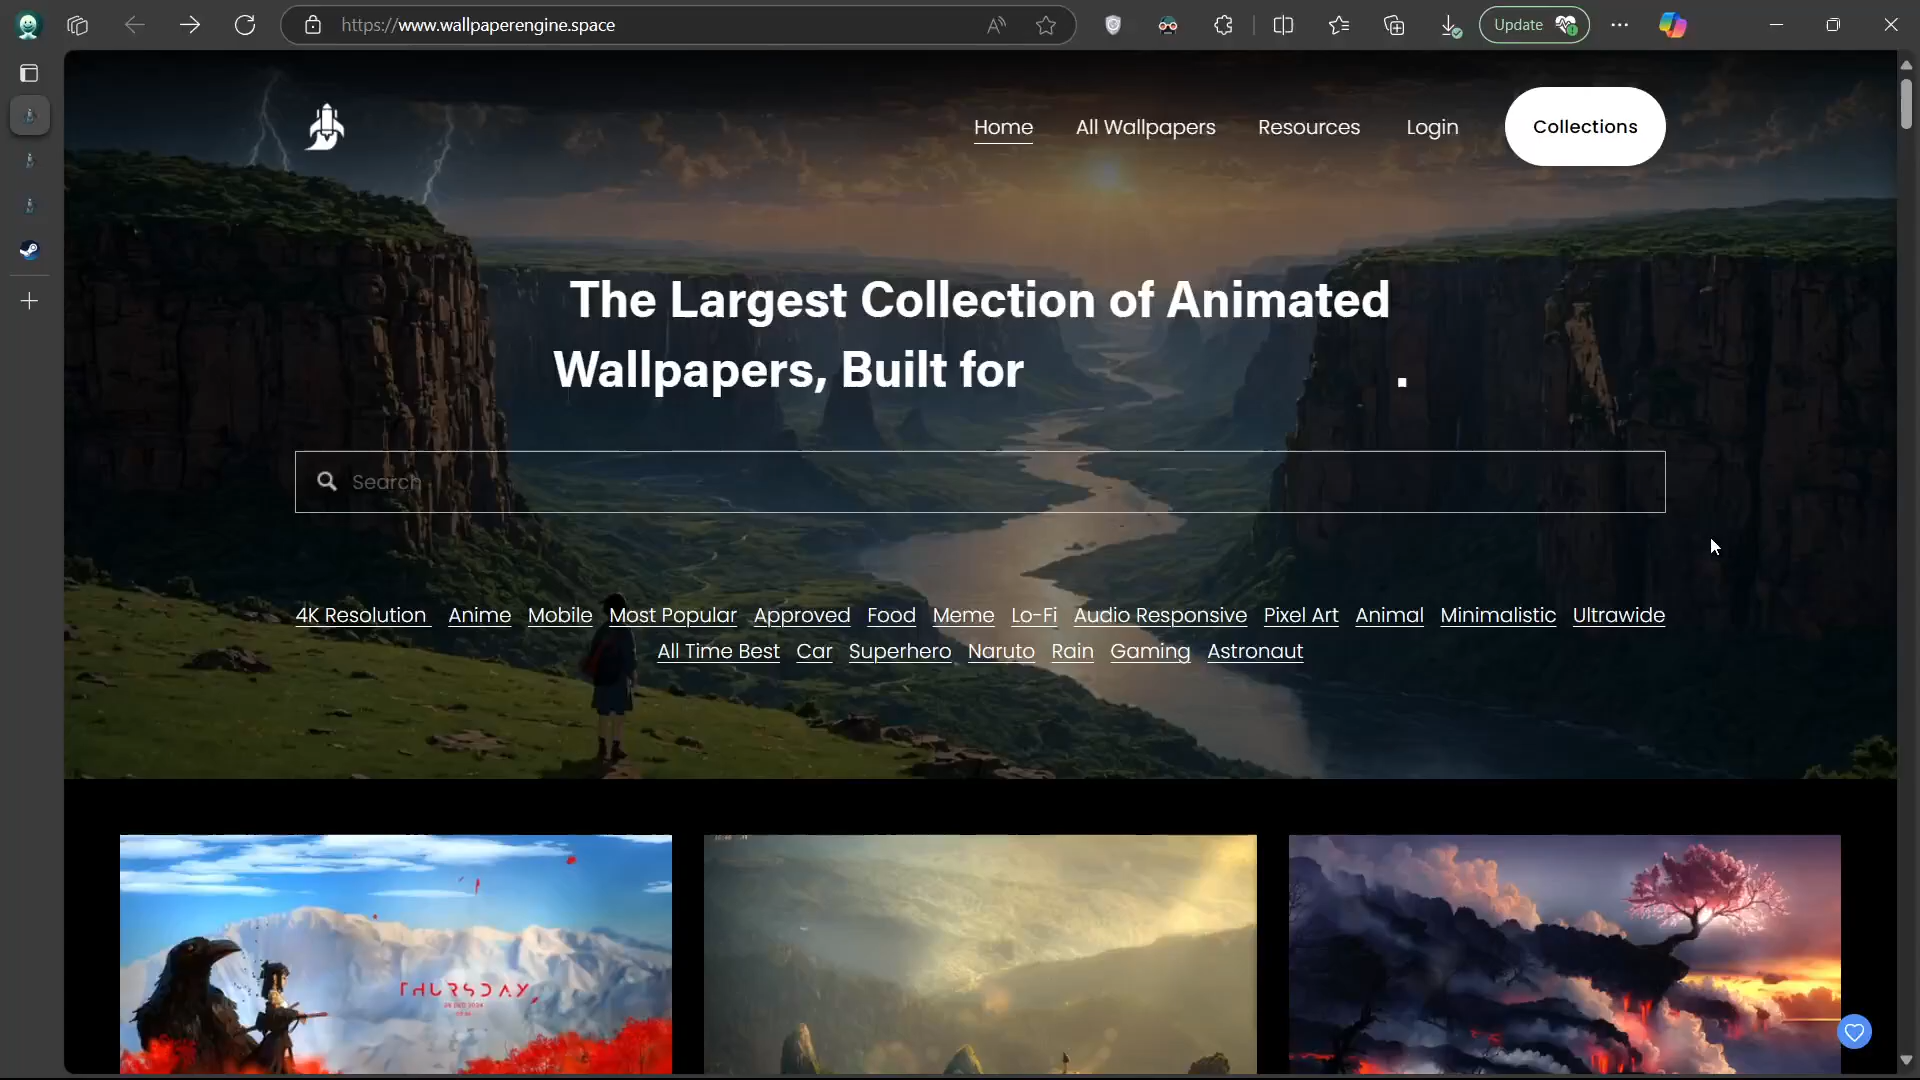 https://www.wallpaperengine.space
Update
Home
All Wallpapers
Resources
Login
Collections
The Largest Collection of Animated
Wallpapers, Built for .
Search
4K Resolution Anime Mobile Most Popular Approved Food Meme Lo-Fi Audio Responsive Pixel Art Animal Minimalistic Ultrawide
All Time Best Car Superhero Naruto Rain Gaming Astronaut
THURSDAY